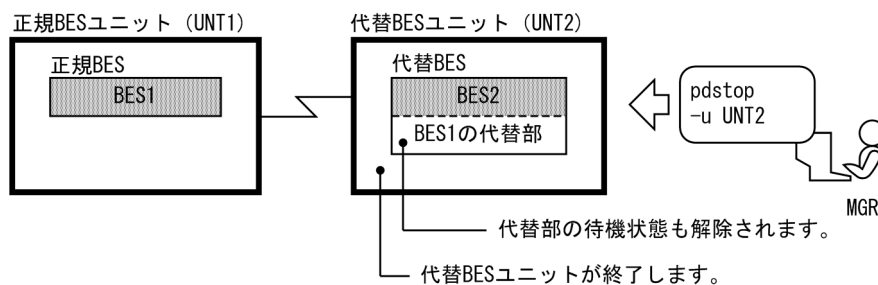 正規BESユニット（UNT1）
代替BESユニット（UNT2）
正規BES
BES1
代替BES
BES2
BES1の代替部
pdstop
-u UNT2
MGR
代替部の待機状態も解除されます。
代替BESユニットが終了します。